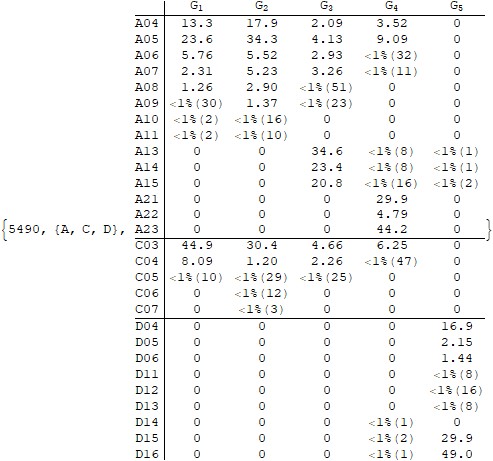 G1 G2 G3 G4 G5
A04 13.3 17.9 2.09 3.52 0
A05 23.6 34.3 4.13 9.09 0
A06 5.76 5.52 2.93 <1%(32) 0
A07 2.31 5.23 3.26 <1%(11) 0
A08 1.26 2.90 <1%(51) 0 0
A09 <1%(30) 1.37 <1%(23) 0 0
A10 <1%(2) <1%(16) 0 0 0
A11 <1%(2) <1%(10) 0 0 0
A13 0 0 34.6 <1%(8) <1%(1)
A14 0 0 23.4 <1%(8) <1%(1)
A15 0 0 20.8 <1%(16) <1%(2)
A21 0 0 0 29.9 0
A22 0 0 0 4.79 0
{5490, {A, C, D}, A23 0 0 0 44.2 0 }
C03 44.9 30.4 4.66 6.25 0
C04 8.09 1.20 2.26 <1%(47) 0
C05 <1%(10) <1%(29) <1%(25) 0 0
C06 0 <1%(12) 0 0 0
C07 0 <1%(3) 0 0 0
D04 0 0 0 0 16.9
D05 0 0 0 0 2.15
D06 0 0 0 0 1.44
D11 0 0 0 0 <1%(8)
D12 0 0 0 0 <1%(16)
D13 0 0 0 0 <1%(8)
D14 0 0 0 <1%(1) 0
D15 0 0 0 <1%(2) 29.9
D16 0 0 0 <1%(1) 49.0